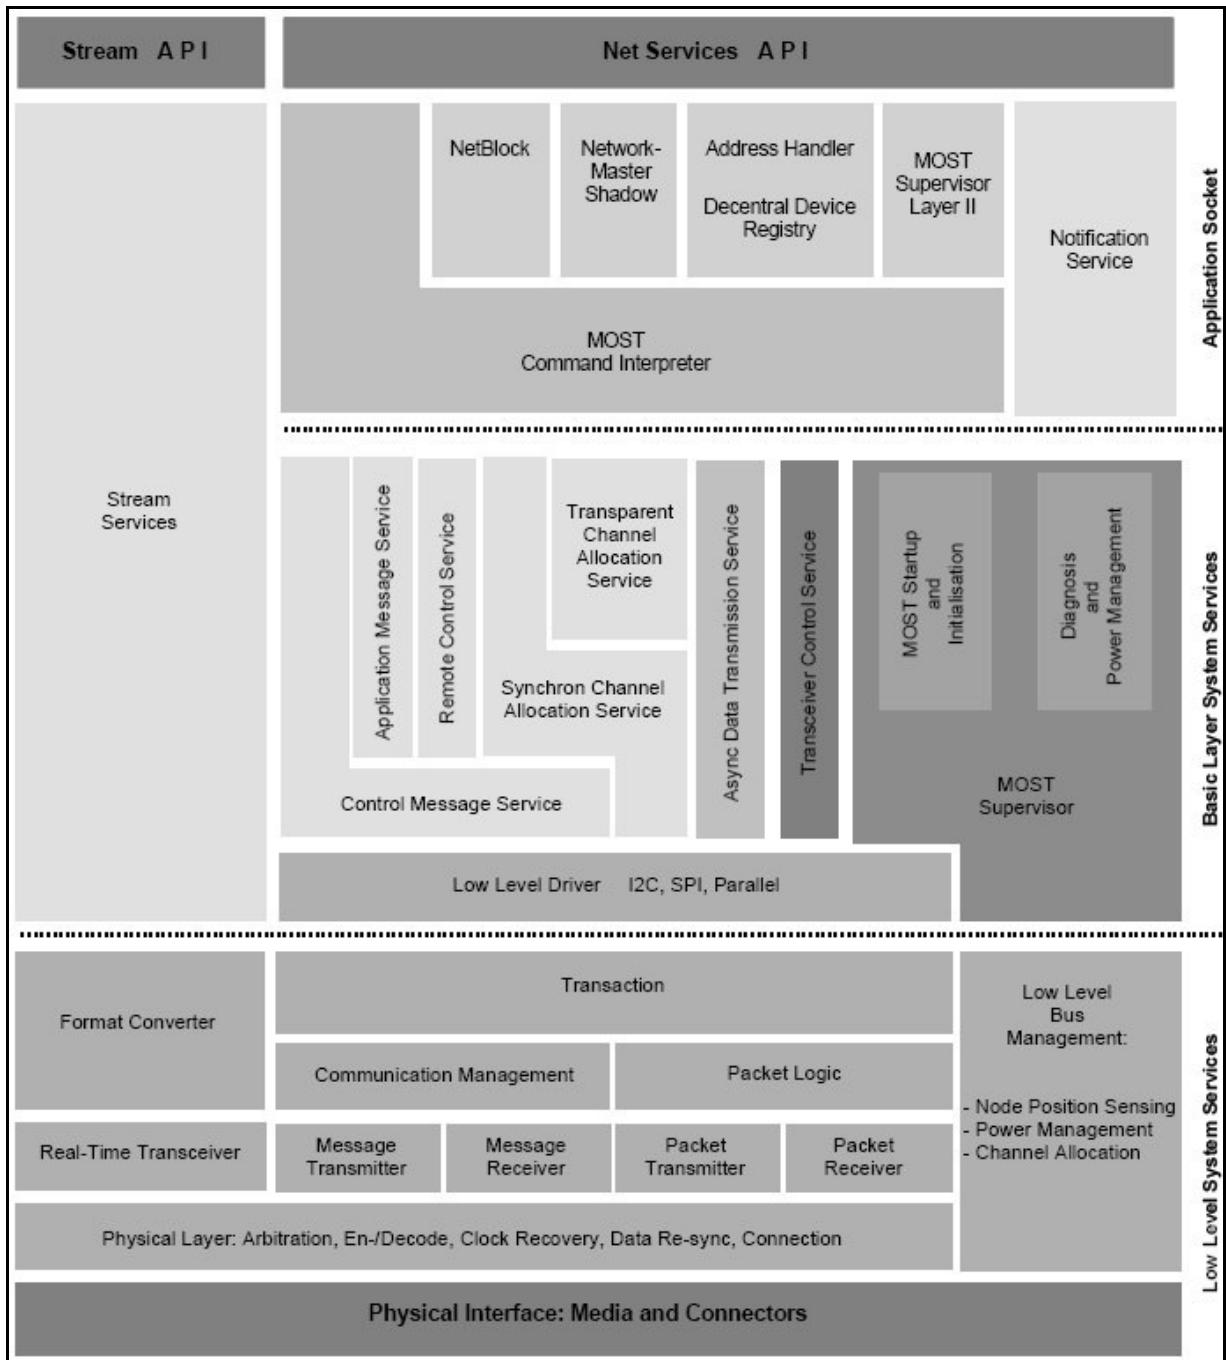 Stream A P I
Net Services A P I
NetBlock
Network-
Master
Shadow
Address Handler
Decentral Device
Registry
MOST
Supervisor
Layer II
Notification
Service
MOST
Command Interpreter
Application Socket
Stream
Services
Application Message Service
Remote Control Service
Transparent
Channel
Allocation
Service
Synchron Channel
Allocation Service
Control Message Service
Async Data Transmission Service
Transceiver Control Service
MOST Startup
and
Initialisation
Diagnosis
and
Power Management
MOST
Supervisor
Low Level Driver I2C, SPI, Parallel
Basic Layer System Services
Format Converter
Transaction
Communication Management
Packet Logic
Real-Time Transceiver
Message
Transmitter
Message
Receiver
Packet
Transmitter
Packet
Receiver
Low Level
Bus
Management:
- Node Position Sensing
- Power Management
- Channel Allocation
Physical Layer: Arbitration, En-/Decode, Clock Recovery, Data Re-sync, Connection
Low Level System Services
Physical Interface: Media and Connectors